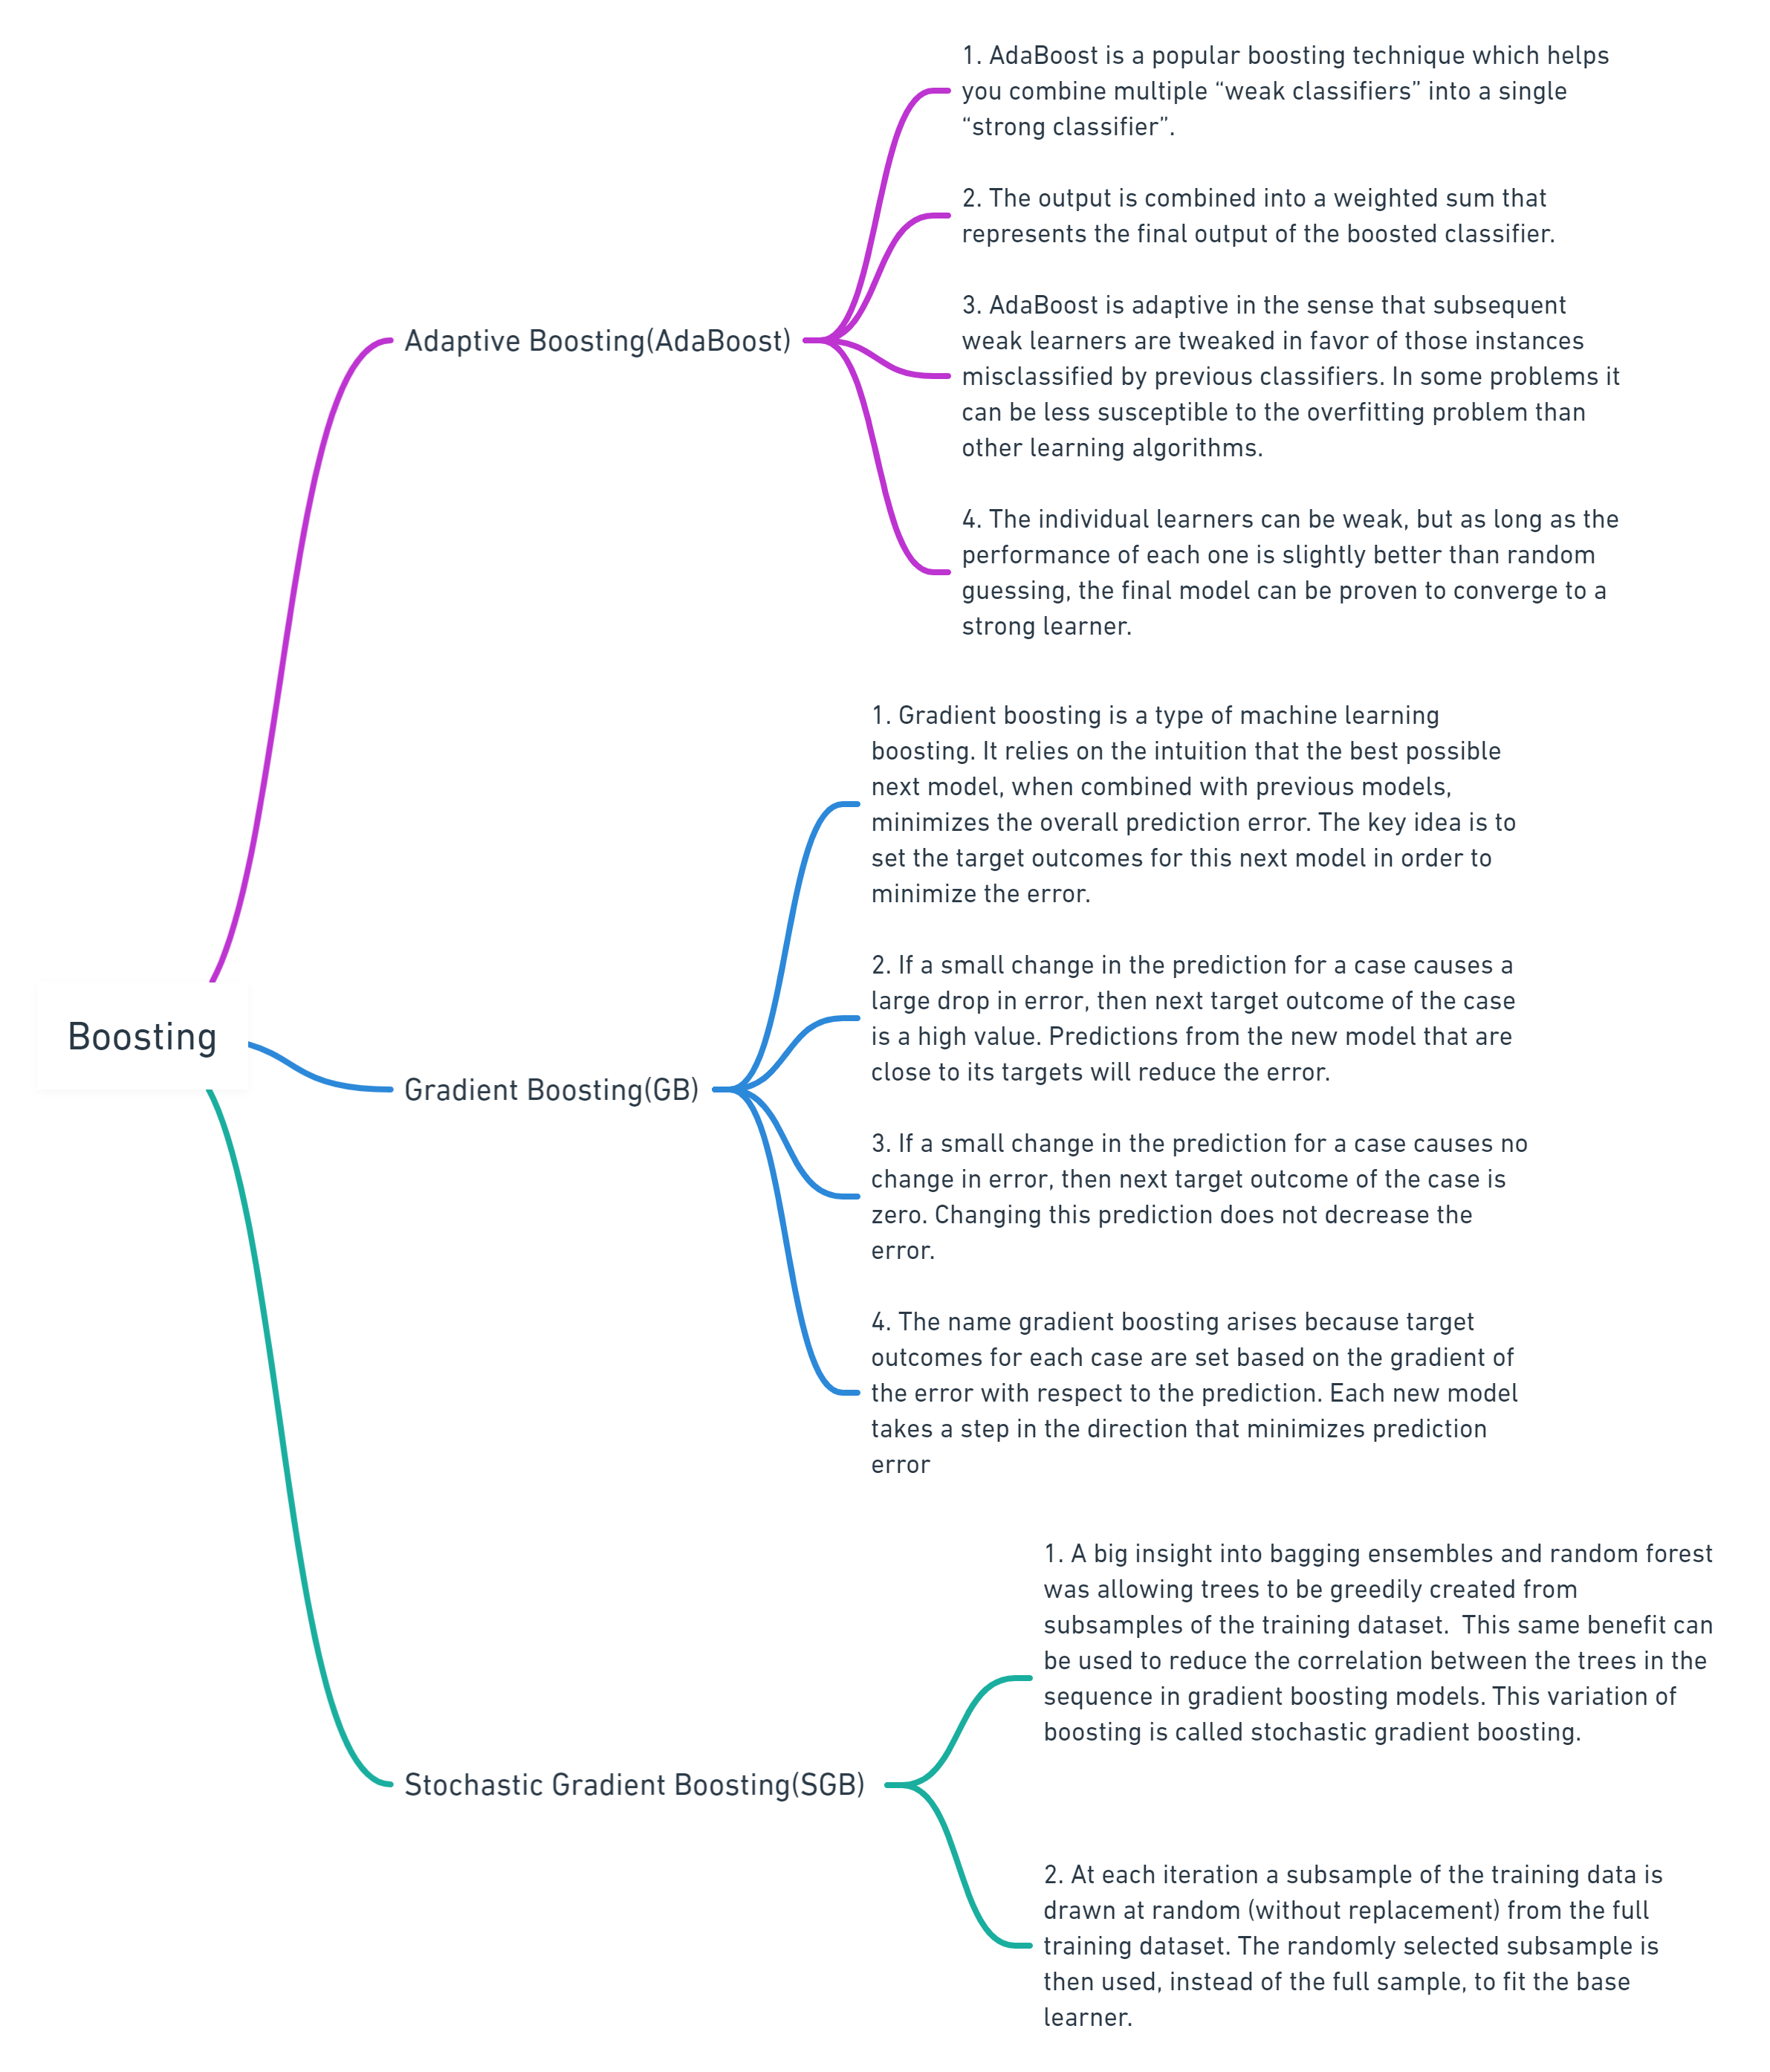 1. AdaBoost is a popular boosting technique which helps
you combine multiple “weak classifiers” into a single
“strong classifier”.
2. The output is combined into a weighted sum that
represents the final output of the boosted classifier.
3. AdaBoost is adaptive in the sense that subsequent
weak learners are tweaked in favor of those instances
misclassified by previous classifiers. In some problems it
can be less susceptible to the overfitting problem than
other learning algorithms.
4. The individual learners can be weak, but as long as the
performance of each one is slightly better than random
guessing, the final model can be proven to converge to a
strong learner.
Adaptive Boosting(AdaBoost)
1. Gradient boosting is a type of machine learning
boosting. It relies on the intuition that the best possible
next model, when combined with previous models,
minimizes the overall prediction error. The key idea is to
set the target outcomes for this next model in order to
minimize the error.
2. If a small change in the prediction for a case causes a
large drop in error, then next target outcome of the case
is a high value. Predictions from the new model that are
close to its targets will reduce the error.
3. If a small change in the prediction for a case causes no
change in error, then next target outcome of the case is
zero. Changing this prediction does not decrease the
error.
4. The name gradient boosting arises because target
outcomes for each case are set based on the gradient of
the error with respect to the prediction. Each new model
takes a step in the direction that minimizes prediction
error
Boosting
Gradient Boosting(GB)
1. A big insight into bagging ensembles and random forest
was allowing trees to be greedily created from
subsamples of the training dataset.  This same benefit can
be used to reduce the correlation between the trees in the
sequence in gradient boosting models. This variation of
boosting is called stochastic gradient boosting.
Stochastic Gradient Boosting(SGB)
2. At each iteration a subsample of the training data is
drawn at random (without replacement) from the full
training dataset. The randomly selected subsample is
then used, instead of the full sample, to fit the base
learner.